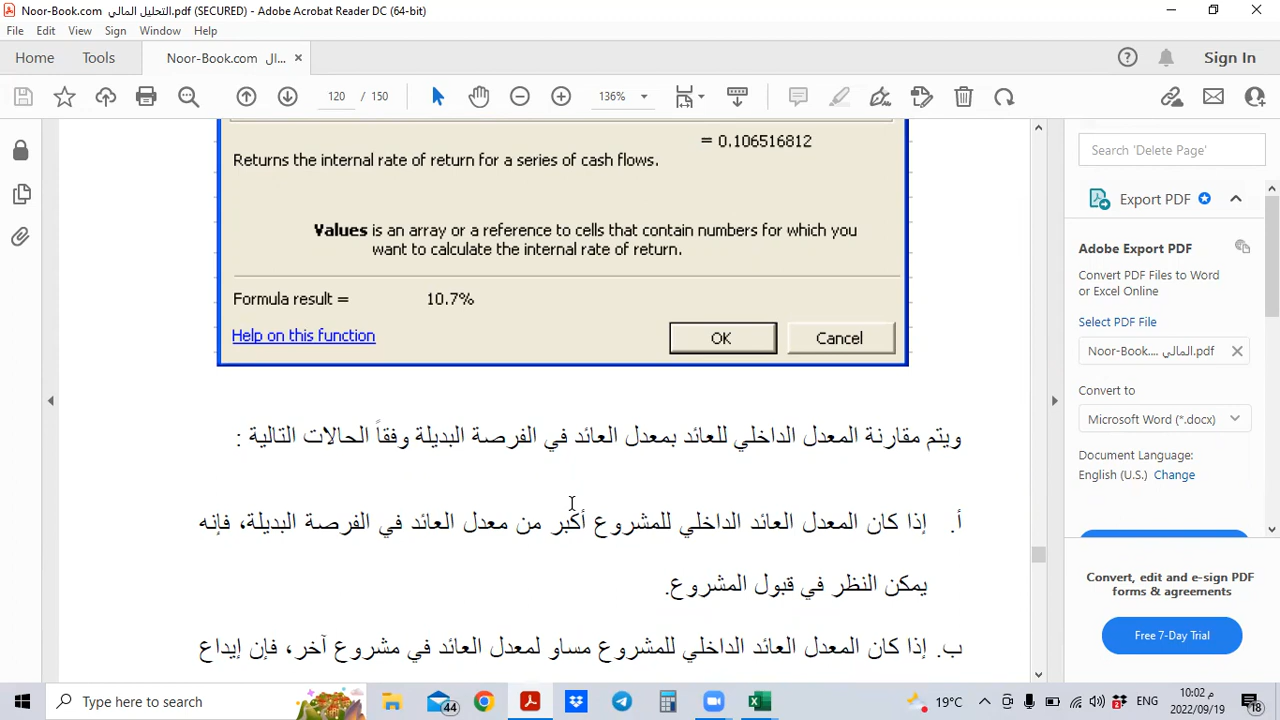 Noor-Book.com التحليل المالي.pdf (SECURED) - Adobe Acrobat Reader DC (64-bit)
File Edit View Sign Window Help
Home Tools Noor-Book.com ال... ×
Sign In
120 / 150
136%
= 0.106516812
Returns the internal rate of return for a series of cash flows.
Values is an array or a reference to cells that contain numbers for which you
want to calculate the internal rate of return.
Formula result = 10.7%
Help on this function
OK Cancel
ويتم مقارنة المعدل الداخلي للعائد بمعدل العائد في الفرصة البديلة وفقاً الحالات التالية :
أ. إذا كان المعدل العائد الداخلي للمشروع أكبر من معدل العائد في الفرصة البديلة، فإنه
يمكن النظر في قبول المشروع.
ب. إذا كان المعدل العائد الداخلي للمشروع مساو لمعدل العائد في مشروع آخر، فإن إيداع
Search 'Delete Page'
Export PDF
Adobe Export PDF
Convert PDF Files to Word
or Excel Online
Select PDF File
Noor-Book.... المالي.pdf
Convert to
Microsoft Word (*.docx)
Document Language:
English (U.S.) Change
Convert, edit and e-sign PDF
forms & agreements
Free 7-Day Trial
Type here to search
44
19°C
ENG
10:02 م
2022/09/19
18